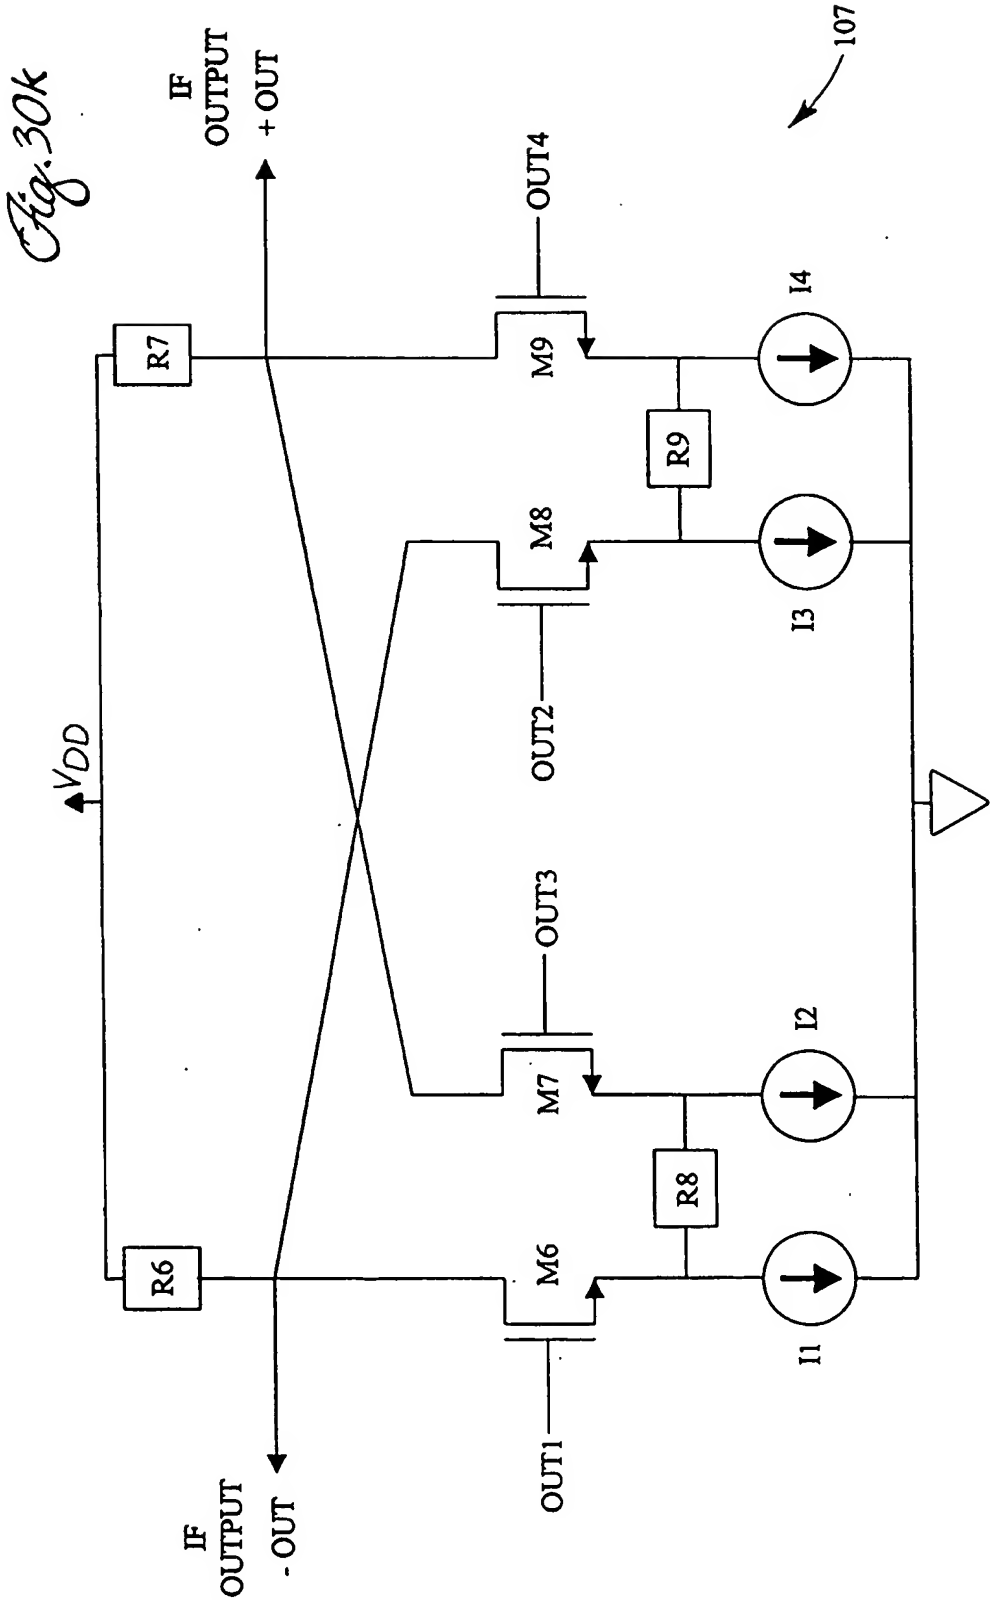 Fig. 30k
VDD
IF
OUTPUT
- OUT
IF
OUTPUT
+ OUT
R6
R7
OUT1
M6
M7
OUT3
OUT2
M8
M9
OUT4
R8
R9
I1
I2
I3
I4
107